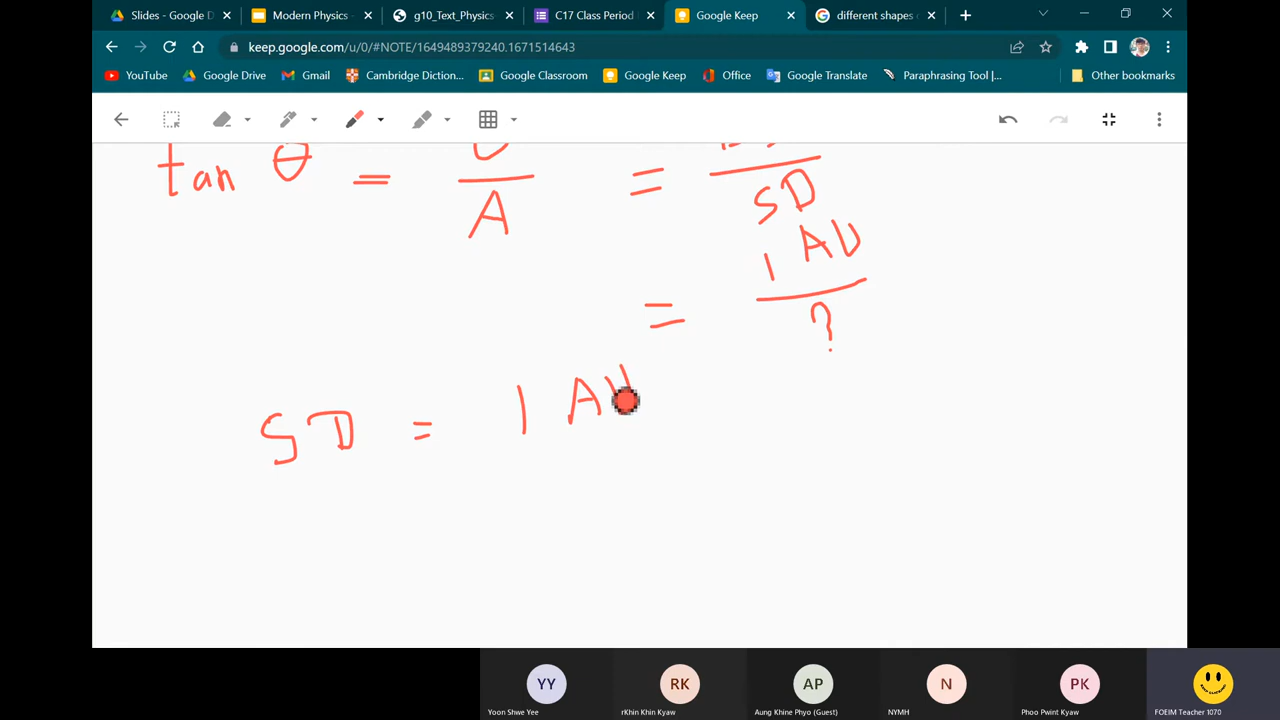 Slides - Google D
Modern Physics -
g10_Text_Physics
C17 Class Period
Google Keep
different shapes
keep.google.com/u/0/#NOTE/1649489379240.1671514643
YouTube
Google Drive
Gmail
Cambridge Diction...
Google Classroom
Google Keep
Office
Google Translate
Paraphrasing Tool |...
Other bookmarks
tan θ = / A = / SD
= 1 AU / ?
SD = 1 AU
YY
RK
AP
N
PK
Yoon Shwe Yee
rKhin Khin Kyaw
Aung Khine Phyo (Guest)
NYMH
Phoo Pwint Kyaw
FOEIM Teacher 1070